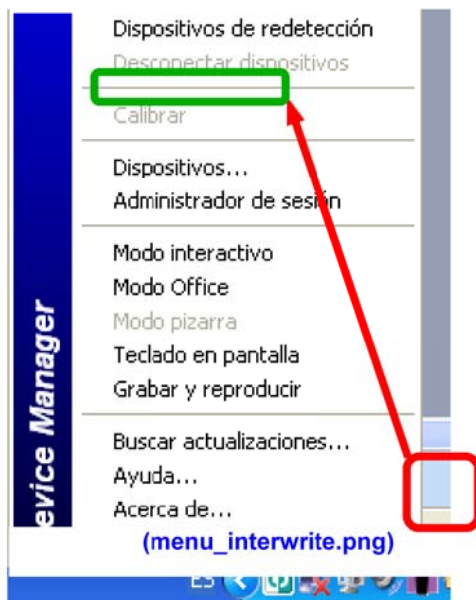 Dispositivos de redetección
Desconectar dispositivos
Calibrar
Dispositivos...
Administrador de sesión
Modo interactivo
Modo Office
Modo pizarra
Teclado en pantalla
Grabar y reproducir
Buscar actualizaciones...
Ayuda...
Acerca de...
evice Manager
(menu_interwrite.png)
ES